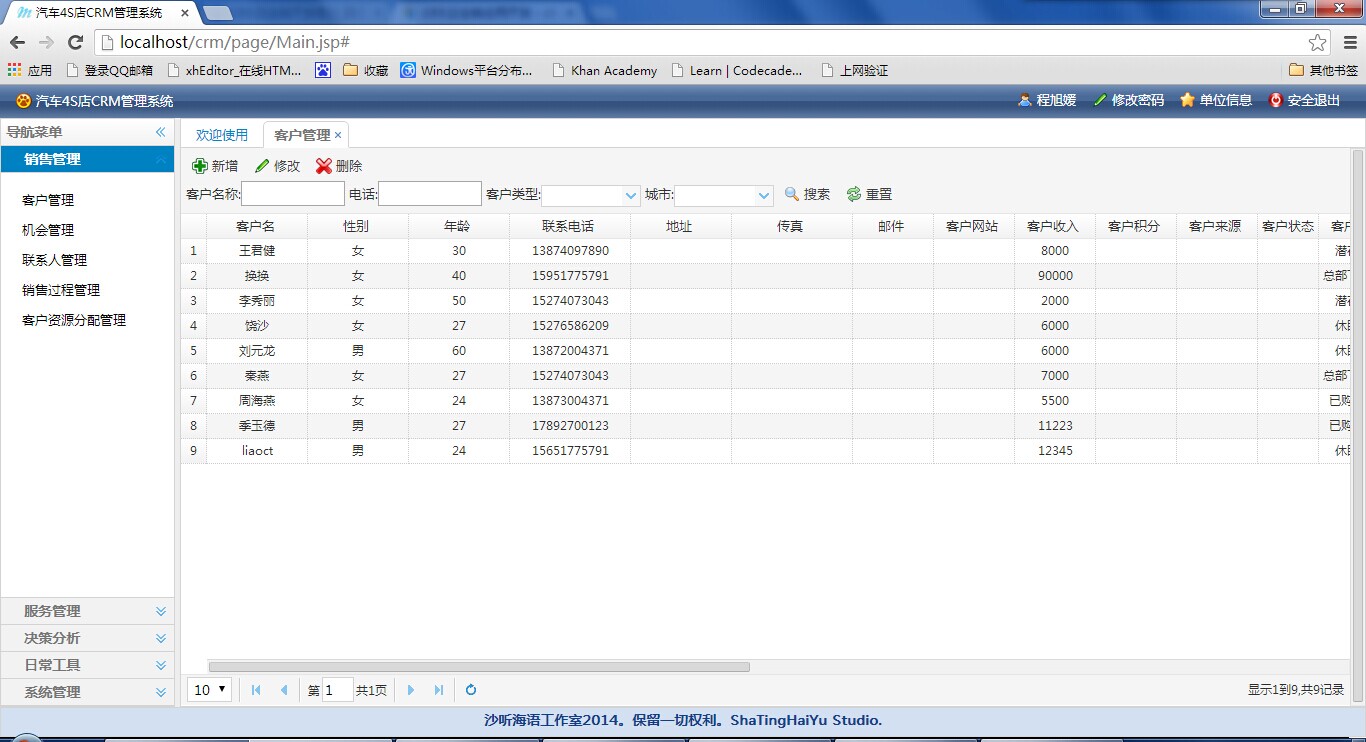 汽车4S店CRM管理系统
localhost/crm/page/Main.jsp#
应用 登录QQ邮箱 xhEditor_在线HTM... 收藏 Windows平台分布... Khan Academy Learn | Codecade... 上网验证 其他书签
汽车4S店CRM管理系统 程旭媛 修改密码 单位信息 安全退出
导航菜单
销售管理
客户管理
机会管理
联系人管理
销售过程管理
客户资源分配管理
服务管理
决策分析
日常工具
系统管理
欢迎使用 客户管理
新增 修改 删除
客户名称: 电话: 客户类型: 城市: 搜索 重置
客户名 性别 年龄 联系电话 地址 传真 邮件 客户网站 客户收入 客户积分 客户来源 客户状态 客户
1 王君健 女 30 13874097890 8000 潜
2 换换 女 40 15951775791 90000 总部
3 李秀丽 女 50 15274073043 2000 潜
4 饶沙 女 27 15276586209 6000 休
5 刘元龙 男 60 13872004371 6000 休
6 秦燕 女 27 15274073043 7000 总部
7 周海燕 女 24 13873004371 5500 已购
8 季玉德 男 27 17892700123 11223 已购
9 liaoct 男 24 15651775791 12345 休
10 第 1 共1页 显示1到9,共9记录
沙听海语工作室2014。保留一切权利。ShaTingHaiYu Studio.